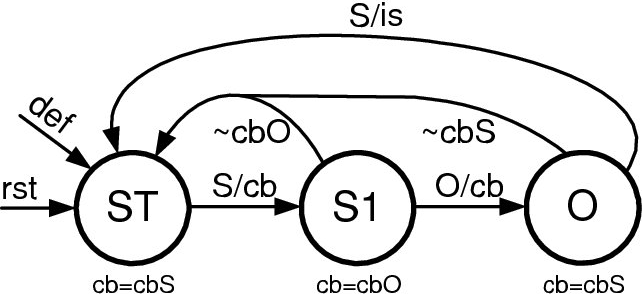 S/is
def
~cbO
~cbS
rst
ST
S/cb
S1
O/cb
O
cb=cbS
cb=cbO
cb=cbS